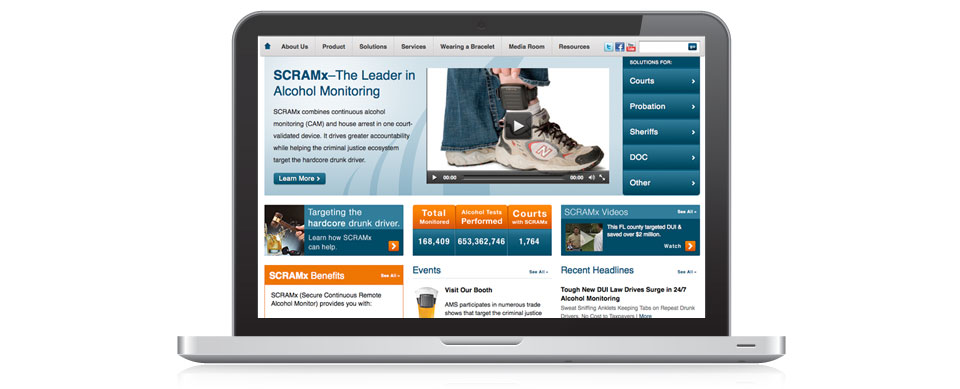 About Us Product Solutions Services Wearing a Bracelet Media Room Resources
SCRAMx–The Leader in
Alcohol Monitoring
SCRAMx combines continuous alcohol
monitoring (CAM) and house arrest in one court-
validated device. It drives greater accountability
while helping the criminal justice ecosystem
target the hardcore drunk driver.
Learn More >
N
00:00 00:00
SOLUTIONS FOR:
Courts >
Probation >
Sheriffs >
DOC >
Other >
Targeting the
hardcore drunk driver.
Learn how SCRAMx
can help.
Total
Monitored
168,409
Alcohol Tests
Performed
653,362,746
Courts
with SCRAMx
1,764
SCRAMx Videos See All »
This FL county targeted DUI &
saved over $2 million.
Watch
SCRAMx Benefits See All »
SCRAMx (Secure Continuous Remote
Alcohol Monitor) provides you with:
Events See All »
Visit Our Booth
AMS participates in numerous trade
shows that target the criminal justice
Recent Headlines See All »
Tough New DUI Law Drives Surge in 24/7
Alcohol Monitoring
Sweat Sniffing Anklets Keeping Tabs on Repeat Drunk
Drivers, No Cost to Taxpayers | More